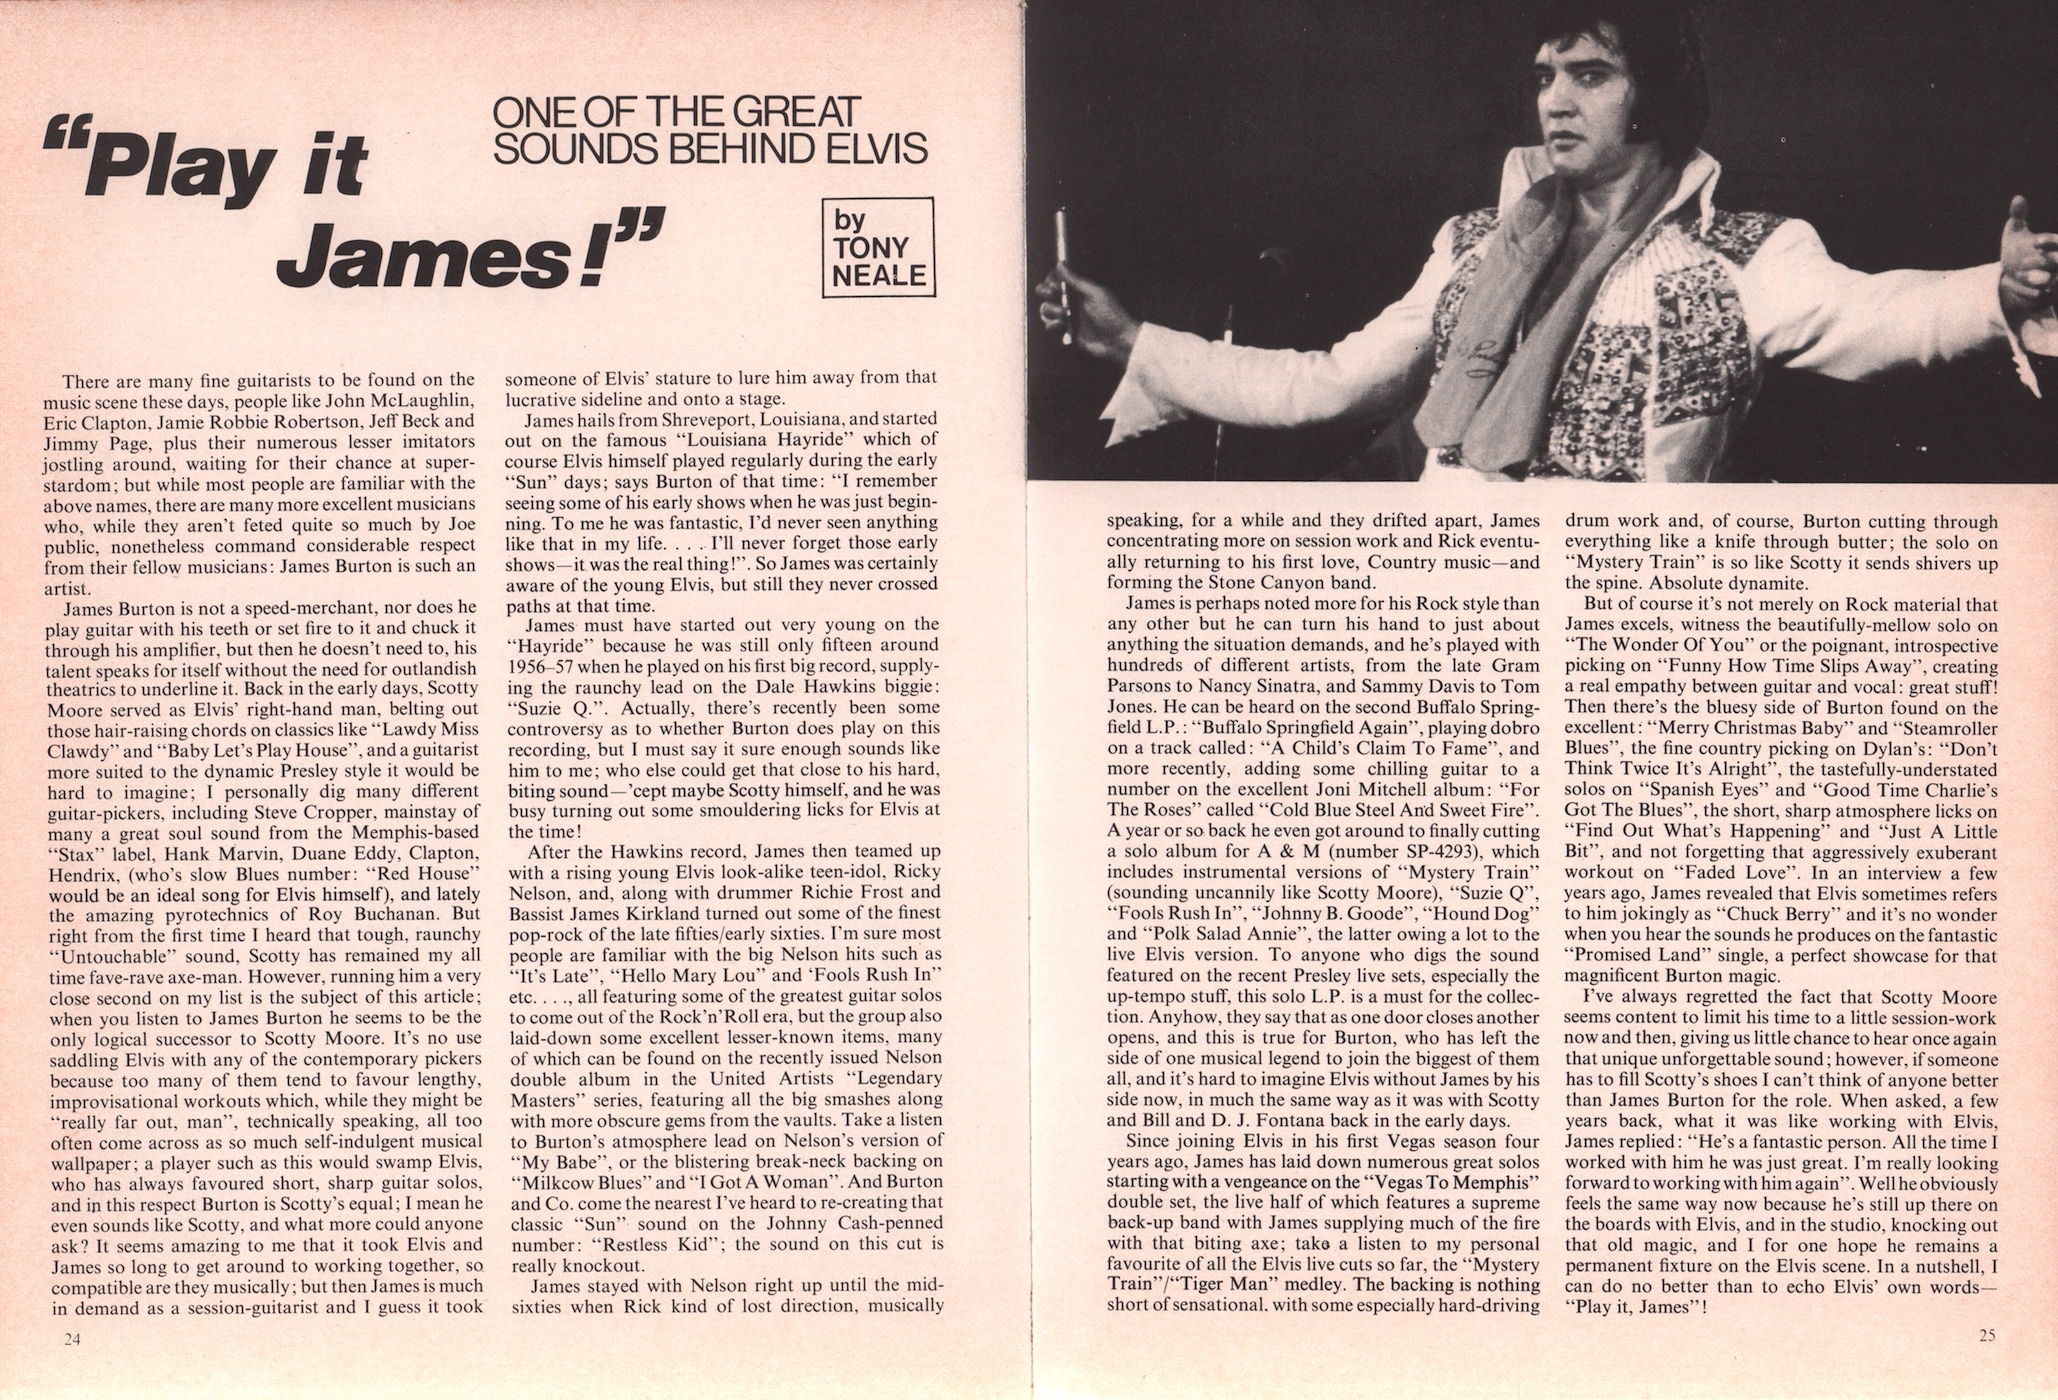 “Play it
James!”
ONE OF THE GREAT
SOUNDS BEHIND ELVIS
by
TONY
NEALE
There are many fine guitarists to be found on the
music scene these days, people like John McLaughlin,
Eric Clapton, Jamie Robbie Robertson, Jeff Beck and
Jimmy Page, plus their numerous lesser imitators
jostling around, waiting for their chance at super-
stardom; but while most people are familiar with the
above names, there are many more excellent musicians
who, while they aren’t feted quite so much by Joe
public, nonetheless command considerable respect
from their fellow musicians: James Burton is such an
artist.
James Burton is not a speed-merchant, nor does he
play guitar with his teeth or set fire to it and chuck it
through his amplifier, but then he doesn’t need to, his
talent speaks for itself without the need for outlandish
theatrics to underline it. Back in the early days, Scotty
Moore served as Elvis’ right-hand man, belting out
those hair-raising chords on classics like “Lawdy Miss
Clawdy” and “Baby Let’s Play House”, and a guitarist
more suited to the dynamic Presley style it would be
hard to imagine; I personally dig many different
guitar-pickers, including Steve Cropper, mainstay of
many a great soul sound from the Memphis-based
“Stax” label, Hank Marvin, Duane Eddy, Clapton,
Hendrix, (who’s slow Blues number: “Red House”
would be an ideal song for Elvis himself), and lately
the amazing pyrotechnics of Roy Buchanan. But
right from the first time I heard that tough, raunchy
“Untouchable” sound, Scotty has remained my all
time fave-rave axe-man. However, running him a very
close second on my list is the subject of this article;
when you listen to James Burton he seems to be the
only logical successor to Scotty Moore. It’s no use
saddling Elvis with any of the contemporary pickers
because too many of them tend to favour lengthy,
improvisational workouts which, while they might be
“really far out, man”, technically speaking, all too
often come across as so much self-indulgent musical
wallpaper; a player such as this would swamp Elvis,
who has always favoured short, sharp guitar solos,
and in this respect Burton is Scotty’s equal; I mean he
even sounds like Scotty, and what more could anyone
ask? It seems amazing to me that it took Elvis and
James so long to get around to working together, so
compatible are they musically; but then James is much
in demand as a session-guitarist and I guess it took
24
someone of Elvis’ stature to lure him away from that
lucrative sideline and onto a stage.
James hails from Shreveport, Louisiana, and started
out on the famous “Louisiana Hayride” which of
course Elvis himself played regularly during the early
“Sun” days; says Burton of that time: “I remember
seeing some of his early shows when he was just begin-
ning. To me he was fantastic, I’d never seen anything
like that in my life. . . . I’ll never forget those early
shows—it was the real thing!”. So James was certainly
aware of the young Elvis, but still they never crossed
paths at that time.
James must have started out very young on the
“Hayride” because he was still only fifteen around
1956–57 when he played on his first big record, supply-
ing the raunchy lead on the Dale Hawkins biggie:
“Suzie Q.”. Actually, there’s recently been some
controversy as to whether Burton does play on this
recording, but I must say it sure enough sounds like
him to me; who else could get that close to his hard,
biting sound—’cept maybe Scotty himself, and he was
busy turning out some smouldering licks for Elvis at
the time!
After the Hawkins record, James then teamed up
with a rising young Elvis look-alike teen-idol, Ricky
Nelson, and, along with drummer Richie Frost and
Bassist James Kirkland turned out some of the finest
pop-rock of the late fifties/early sixties. I’m sure most
people are familiar with the big Nelson hits such as
“It’s Late”, “Hello Mary Lou” and ‘Fools Rush In”
etc. . . ., all featuring some of the greatest guitar solos
to come out of the Rock’n’Roll era, but the group also
laid-down some excellent lesser-known items, many
of which can be found on the recently issued Nelson
double album in the United Artists “Legendary
Masters” series, featuring all the big smashes along
with more obscure gems from the vaults. Take a listen
to Burton’s atmosphere lead on Nelson’s version of
“My Babe”, or the blistering break-neck backing on
“Milkcow Blues” and “I Got A Woman”. And Burton
and Co. come the nearest I’ve heard to re-creating that
classic “Sun” sound on the Johnny Cash-penned
number: “Restless Kid”; the sound on this cut is
really knockout.
James stayed with Nelson right up until the mid-
sixties when Rick kind of lost direction, musically
speaking, for a while and they drifted apart, James
concentrating more on session work and Rick eventu-
ally returning to his first love, Country music—and
forming the Stone Canyon band.
James is perhaps noted more for his Rock style than
any other but he can turn his hand to just about
anything the situation demands, and he’s played with
hundreds of different artists, from the late Gram
Parsons to Nancy Sinatra, and Sammy Davis to Tom
Jones. He can be heard on the second Buffalo Spring-
field L.P.: “Buffalo Springfield Again”, playing dobro
on a track called: “A Child’s Claim To Fame”, and
more recently, adding some chilling guitar to a
number on the excellent Joni Mitchell album: “For
The Roses” called “Cold Blue Steel And Sweet Fire”.
A year or so back he even got around to finally cutting
a solo album for A & M (number SP-4293), which
includes instrumental versions of “Mystery Train”
(sounding uncannily like Scotty Moore), “Suzie Q”,
“Fools Rush In”, “Johnny B. Goode”, “Hound Dog”
and “Polk Salad Annie”, the latter owing a lot to the
live Elvis version. To anyone who digs the sound
featured on the recent Presley live sets, especially the
up-tempo stuff, this solo L.P. is a must for the collec-
tion. Anyhow, they say that as one door closes another
opens, and this is true for Burton, who has left the
side of one musical legend to join the biggest of them
all, and it’s hard to imagine Elvis without James by his
side now, in much the same way as it was with Scotty
and Bill and D. J. Fontana back in the early days.
Since joining Elvis in his first Vegas season four
years ago, James has laid down numerous great solos
starting with a vengeance on the “Vegas To Memphis”
double set, the live half of which features a supreme
back-up band with James supplying much of the fire
with that biting axe; take a listen to my personal
favourite of all the Elvis live cuts so far, the “Mystery
Train”/“Tiger Man” medley. The backing is nothing
short of sensational. with some especially hard-driving
drum work and, of course, Burton cutting through
everything like a knife through butter; the solo on
“Mystery Train” is so like Scotty it sends shivers up
the spine. Absolute dynamite.
But of course it’s not merely on Rock material that
James excels, witness the beautifully-mellow solo on
“The Wonder Of You” or the poignant, introspective
picking on “Funny How Time Slips Away”, creating
a real empathy between guitar and vocal: great stuff!
Then there’s the bluesy side of Burton found on the
excellent: “Merry Christmas Baby” and “Steamroller
Blues”, the fine country picking on Dylan’s: “Don’t
Think Twice It’s Alright”, the tastefully-understated
solos on “Spanish Eyes” and “Good Time Charlie’s
Got The Blues”, the short, sharp atmosphere licks on
“Find Out What’s Happening” and “Just A Little
Bit”, and not forgetting that aggressively exuberant
workout on “Faded Love”. In an interview a few
years ago, James revealed that Elvis sometimes refers
to him jokingly as “Chuck Berry” and it’s no wonder
when you hear the sounds he produces on the fantastic
“Promised Land” single, a perfect showcase for that
magnificent Burton magic.
I’ve always regretted the fact that Scotty Moore
seems content to limit his time to a little session-work
now and then, giving us little chance to hear once again
that unique unforgettable sound; however, if someone
has to fill Scotty’s shoes I can’t think of anyone better
than James Burton for the role. When asked, a few
years back, what it was like working with Elvis,
James replied: “He’s a fantastic person. All the time I
worked with him he was just great. I’m really looking
forward to working with him again”. Well he obviously
feels the same way now because he’s still up there on
the boards with Elvis, and in the studio, knocking out
that old magic, and I for one hope he remains a
permanent fixture on the Elvis scene. In a nutshell, I
can do no better than to echo Elvis’ own words—
“Play it, James”!
25